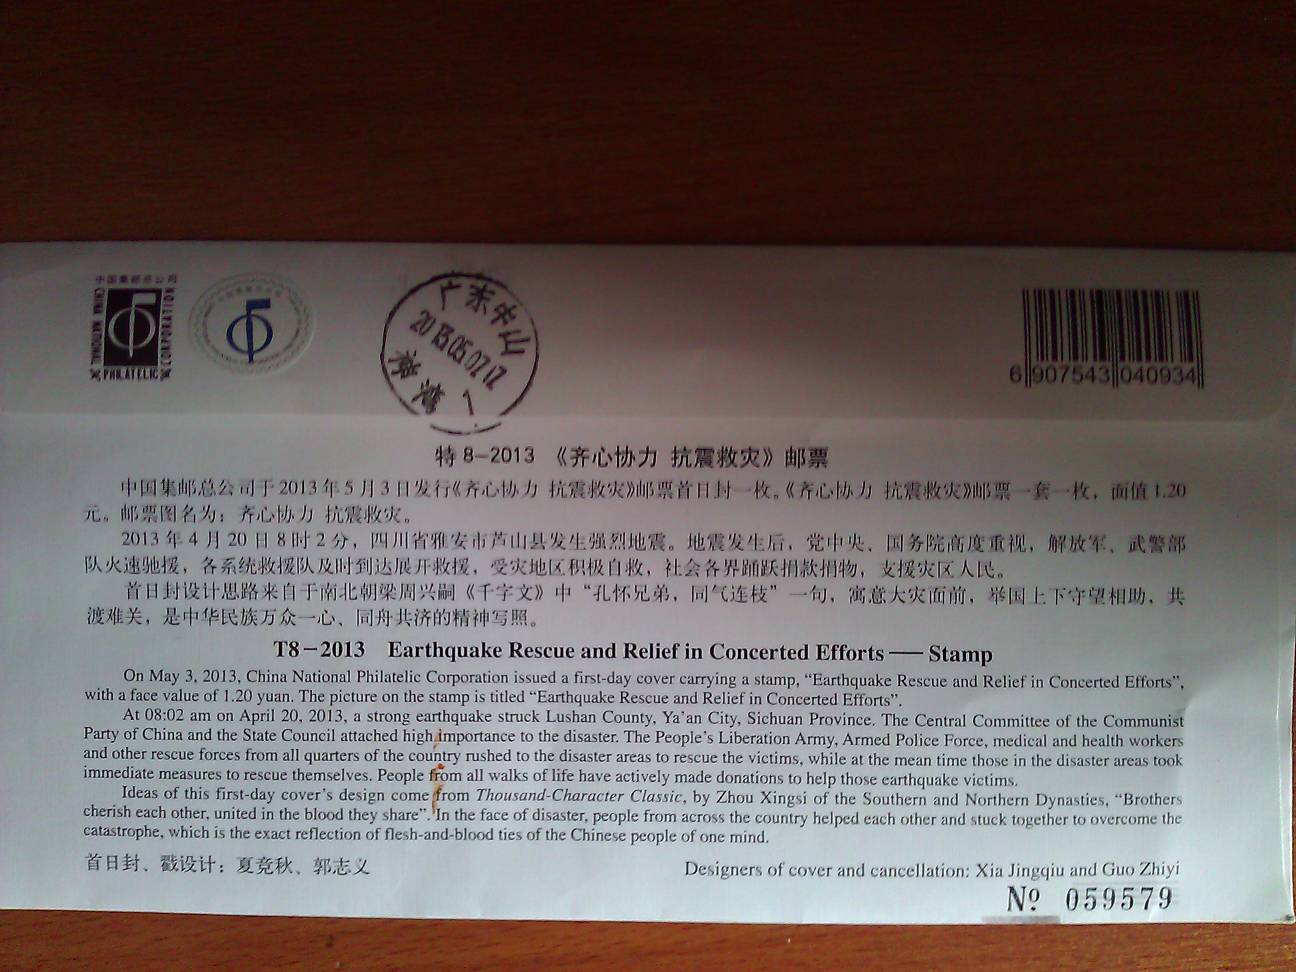 中国集邮总公司
CHINA NATIONAL
PHILATELIC
CORPORATION
广东中山
2013.05.07.12
1
6 907543 040934
特 8-2013 《齐心协力 抗震救灾》邮票
中国集邮总公司于 2013 年 5 月 3 日发行《齐心协力 抗震救灾》邮票首日封一枚。《齐心协力 抗震救灾》邮票一套一枚，面值 1.20
元。邮票图名为：齐心协力 抗震救灾。
2013 年 4 月 20 日 8 时 2 分，四川省雅安市芦山县发生强烈地震。地震发生后，党中央、国务院高度重视，解放军、武警部
队火速驰援，各系统救援队及时到达展开救援，受灾地区积极自救，社会各界踊跃捐款捐物，支援灾区人民。
首日封设计思路来自于南北朝梁周兴嗣《千字文》中“孔怀兄弟，同气连枝”一句，寓意大灾面前，举国上下守望相助，共
渡难关，是中华民族万众一心、同舟共济的精神写照。
T8－2013 Earthquake Rescue and Relief in Concerted Efforts —— Stamp
On May 3, 2013, China National Philatelic Corporation issued a first-day cover carrying a stamp, “Earthquake Rescue and Relief in Concerted Efforts”,
with a face value of 1.20 yuan. The picture on the stamp is titled “Earthquake Rescue and Relief in Concerted Efforts”.
At 08:02 am on April 20, 2013, a strong earthquake struck Lushan County, Ya’an City, Sichuan Province. The Central Committee of the Communist
Party of China and the State Council attached high importance to the disaster. The People’s Liberation Army, Armed Police Force, medical and health workers
and other rescue forces from all quarters of the country rushed to the disaster areas to rescue the victims, while at the mean time those in the disaster areas took
immediate measures to rescue themselves. People from all walks of life have actively made donations to help those earthquake victims.
Ideas of this first-day cover’s design come from Thousand-Character Classic, by Zhou Xingsi of the Southern and Northern Dynasties, “Brothers
cherish each other, united in the blood they share”. In the face of disaster, people from across the country helped each other and stuck together to overcome the
catastrophe, which is the exact reflection of flesh-and-blood ties of the Chinese people of one mind.
首日封、戳设计：夏竞秋、郭志义
Designers of cover and cancellation: Xia Jingqiu and Guo Zhiyi
№ 059579